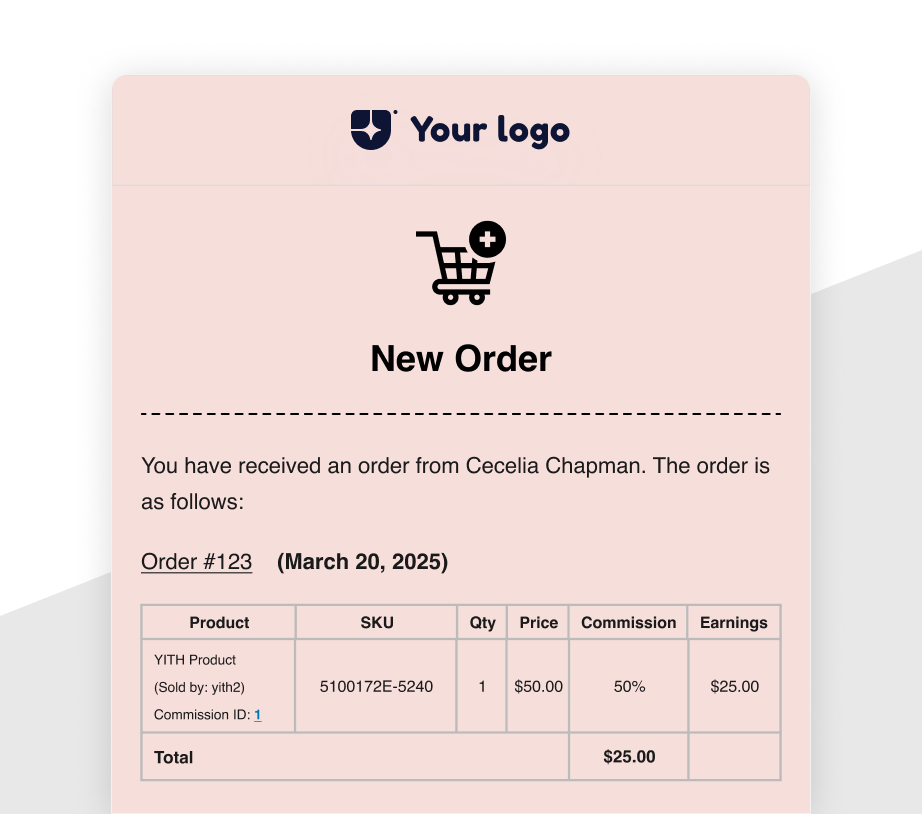 Your logo
New Order
You have received an order from Cecelia Chapman. The order is
as follows:
Order #123 (March 20, 2025)
Product SKU Qty Price Commission Earnings
YITH Product
(Sold by: yith2)
Commission ID: 1
5100172E-5240 1 $50.00 50% $25.00
Total $25.00